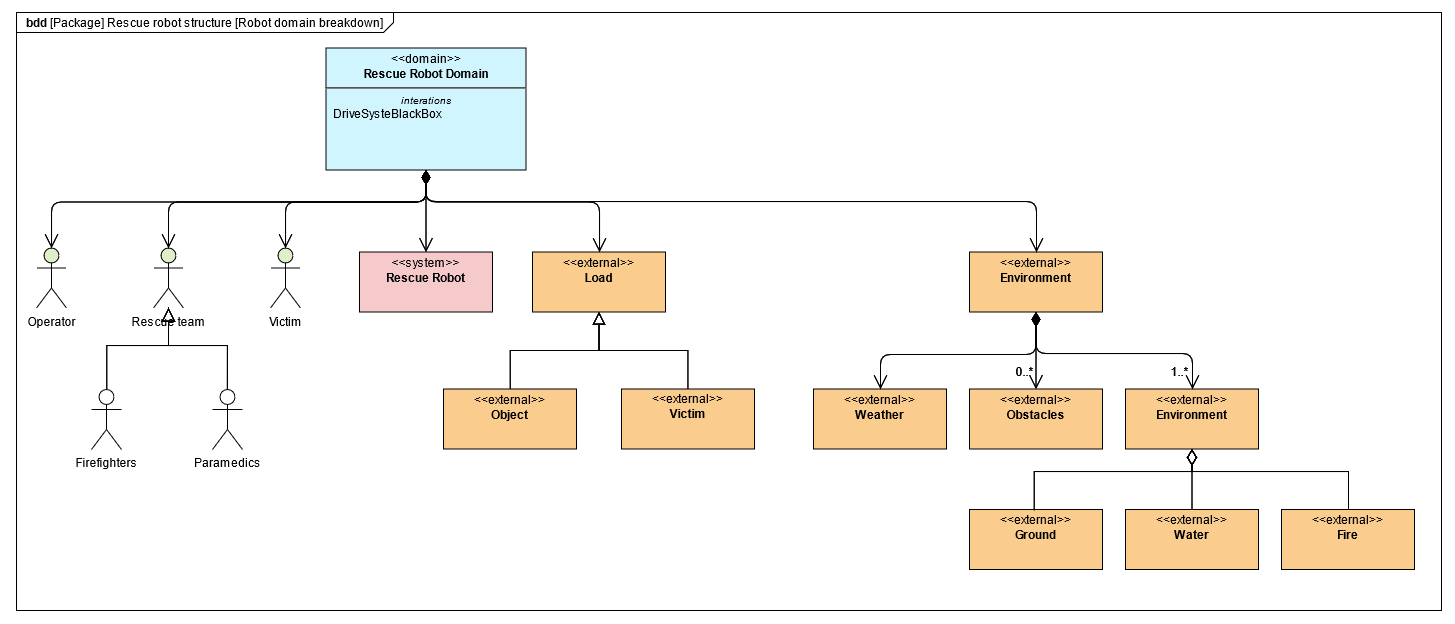 bdd [Package] Rescue robot structure [Robot domain breakdown]
<<domain>>
Rescue Robot Domain
interations
DriveSysteBlackBox
Operator
Rescue team
Victim
<<system>>
Rescue Robot
<<external>>
Load
<<external>>
Environment
Firefighters
Paramedics
<<external>>
Object
<<external>>
Victim
<<external>>
Weather
0..*
<<external>>
Obstacles
1..*
<<external>>
Environment
<<external>>
Ground
<<external>>
Water
<<external>>
Fire